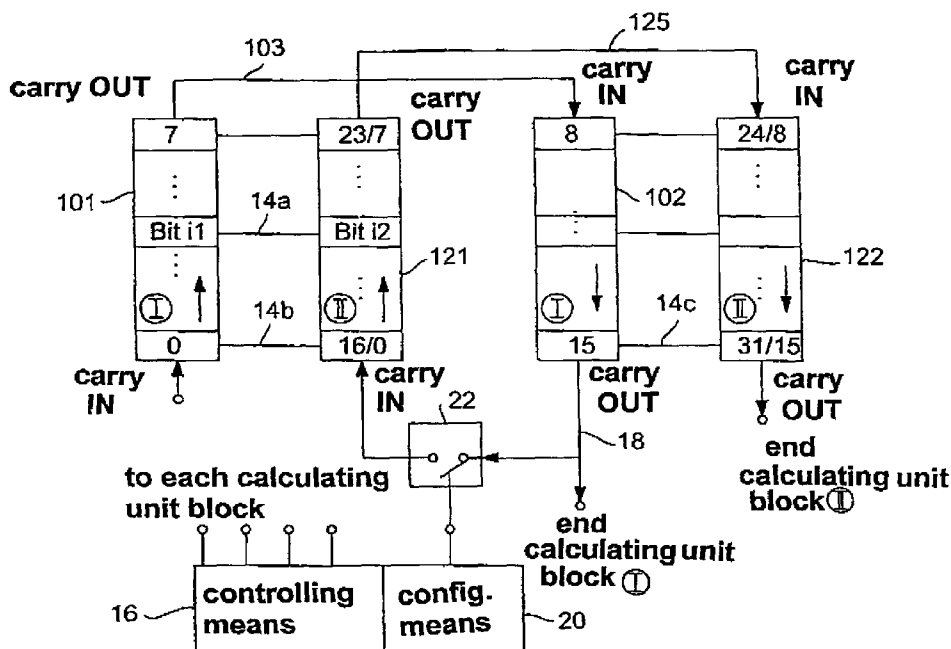 103
125
carry OUT
carry
OUT
carry
IN
carry
IN
7
23/7
8
24/8
101
14a
102
Bit i1
Bit i2
121
122
I
II
I
II
14b
14c
0
16/0
15
31/15
carry
IN
carry
IN
22
carry
OUT
18
carry
OUT
end
calculating unit
block II
to each calculating
unit block
end
calculating unit
block I
16
controlling
means
config.
means
20